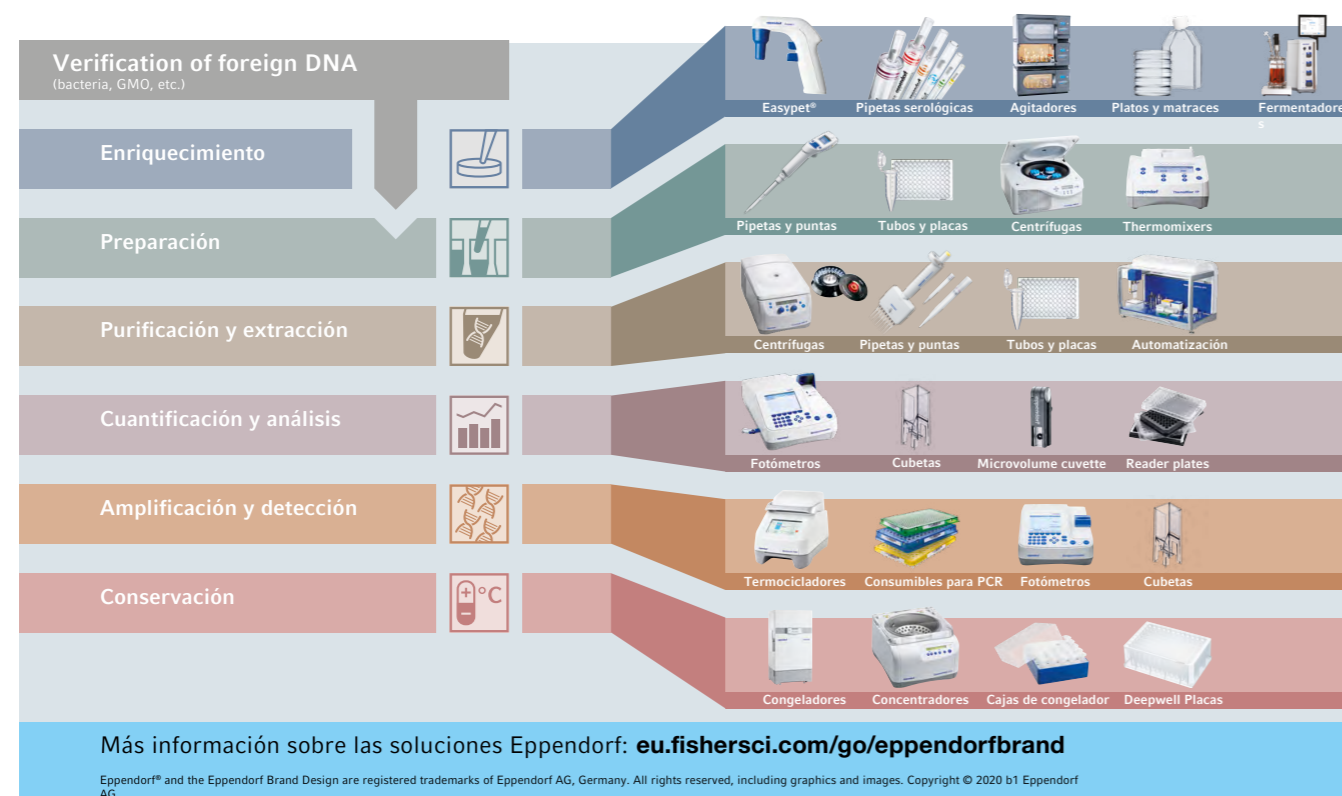 Verification of foreign DNA
(bacteria, GMO, etc.)
Enriquecimiento
Easypet® Pipetas serológicas Agitadores Platos y matraces Fermentadore
s
Preparación
Pipetas y puntas Tubos y placas Centrífugas Thermomixers
Purificación y extracción
Centrífugas Pipetas y puntas Tubos y placas Automatización
Cuantificación y análisis
Fotómetros Cubetas Microvolume cuvette Reader plates
Amplificación y detección
Termocicladores Consumibles para PCR Fotómetros Cubetas
Conservación
°C
Congeladores Concentradores Cajas de congelador Deepwell Placas
Más información sobre las soluciones Eppendorf: eu.fishersci.com/go/eppendorfbrand
Eppendorf® and the Eppendorf Brand Design are registered trademarks of Eppendorf AG, Germany. All rights reserved, including graphics and images. Copyright © 2020 b1 Eppendorf
AG